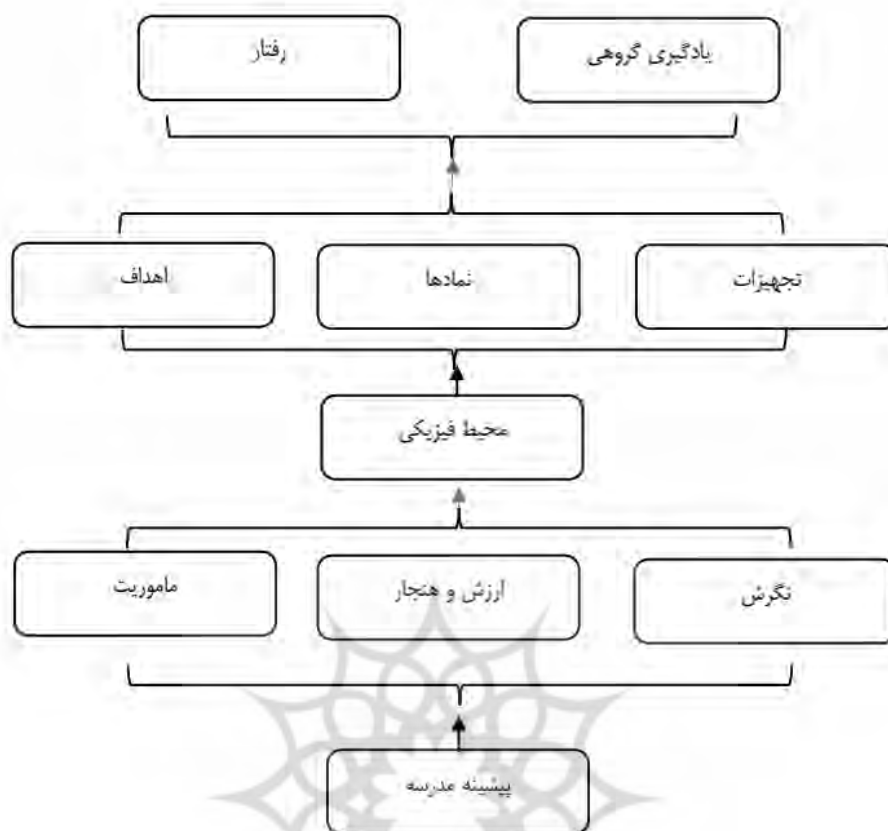 یادگیری گروهی
رفتار
تجهیزات
نمادها
اهداف
محیط فیزیکی
نگرش
ارزش و هنجار
ماموریت
پیشینه مدرسه